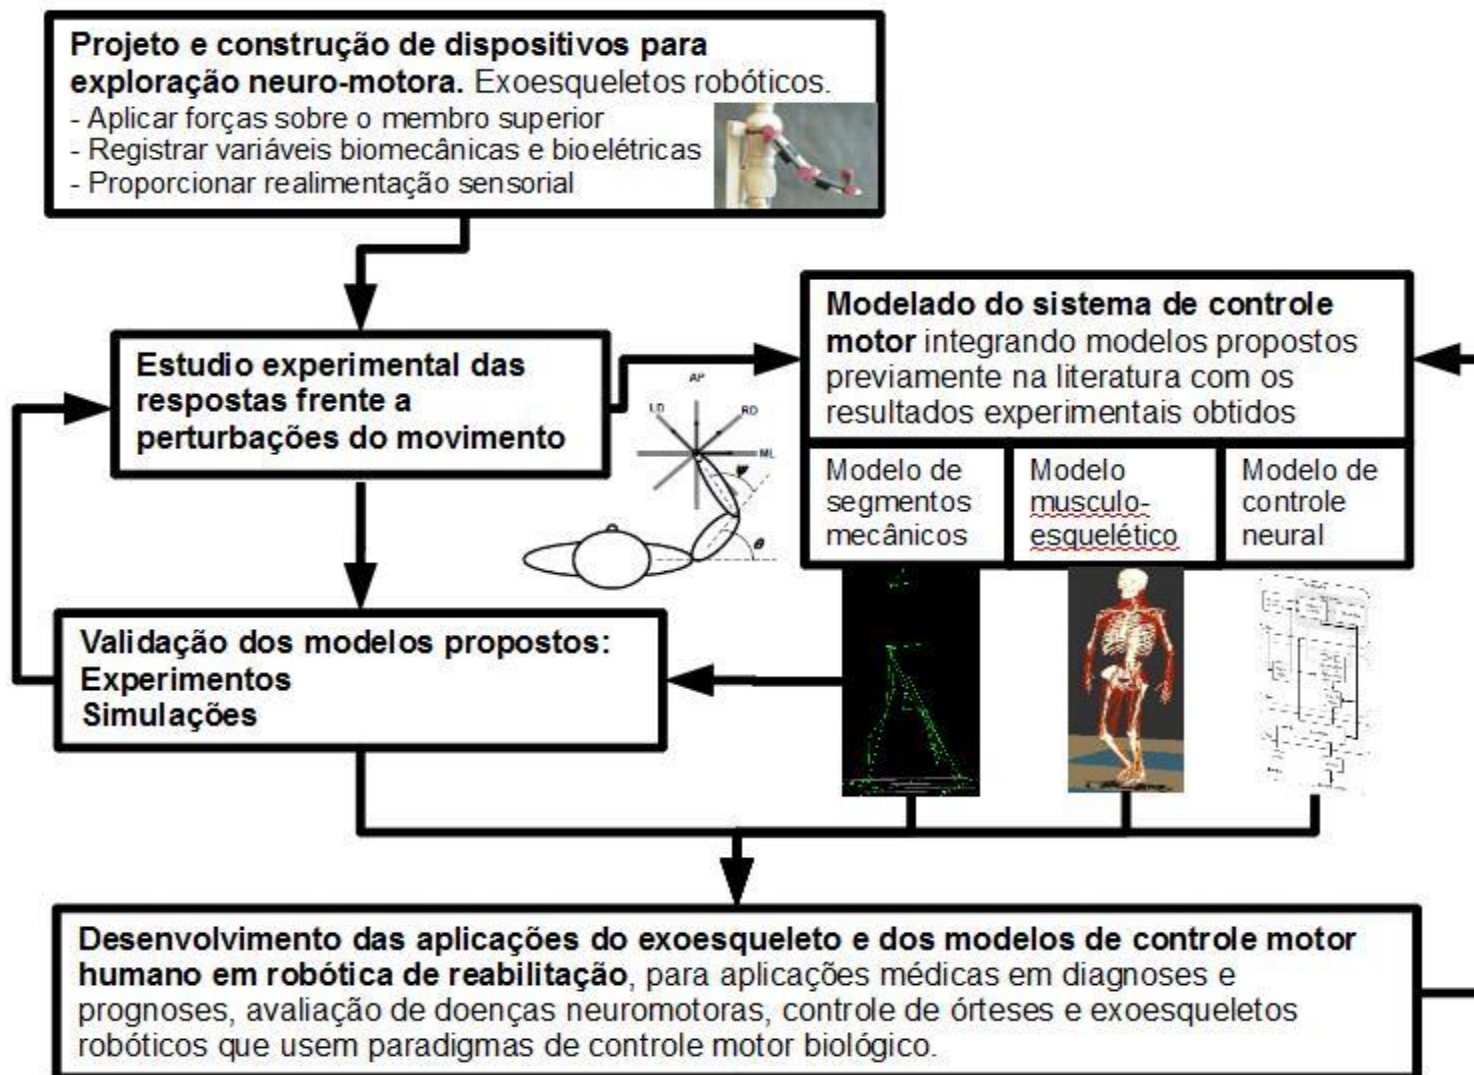 Projeto e construção de dispositivos para
exploração neuro-motora. Exoesqueletos robóticos.
- Aplicar forças sobre o membro superior
- Registrar variáveis biomecânicas e bioelétricas
- Proporcionar realimentação sensorial
Estudio experimental das
respostas frente a
perturbações do movimento
AP
LD
RD
ML
Ψ
θ
Modelado do sistema de controle
motor integrando modelos propostos
previamente na literatura com os
resultados experimentais obtidos
Modelo de
segmentos
mecânicos
Modelo
musculo-
esquelético
Modelo de
controle
neural
Validação dos modelos propostos:
Experimentos
Simulações
Desenvolvimento das aplicações do exoesqueleto e dos modelos de controle motor
humano em robótica de reabilitação, para aplicações médicas em diagnoses e
prognoses, avaliação de doenças neuromotoras, controle de órteses e exoesqueletos
robóticos que usem paradigmas de controle motor biológico.